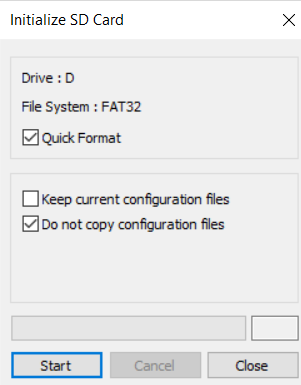 Initialize SD Card
Drive : D
File System : FAT32
Quick Format
Keep current configuration files
Do not copy configuration files
Start
Cancel
Close